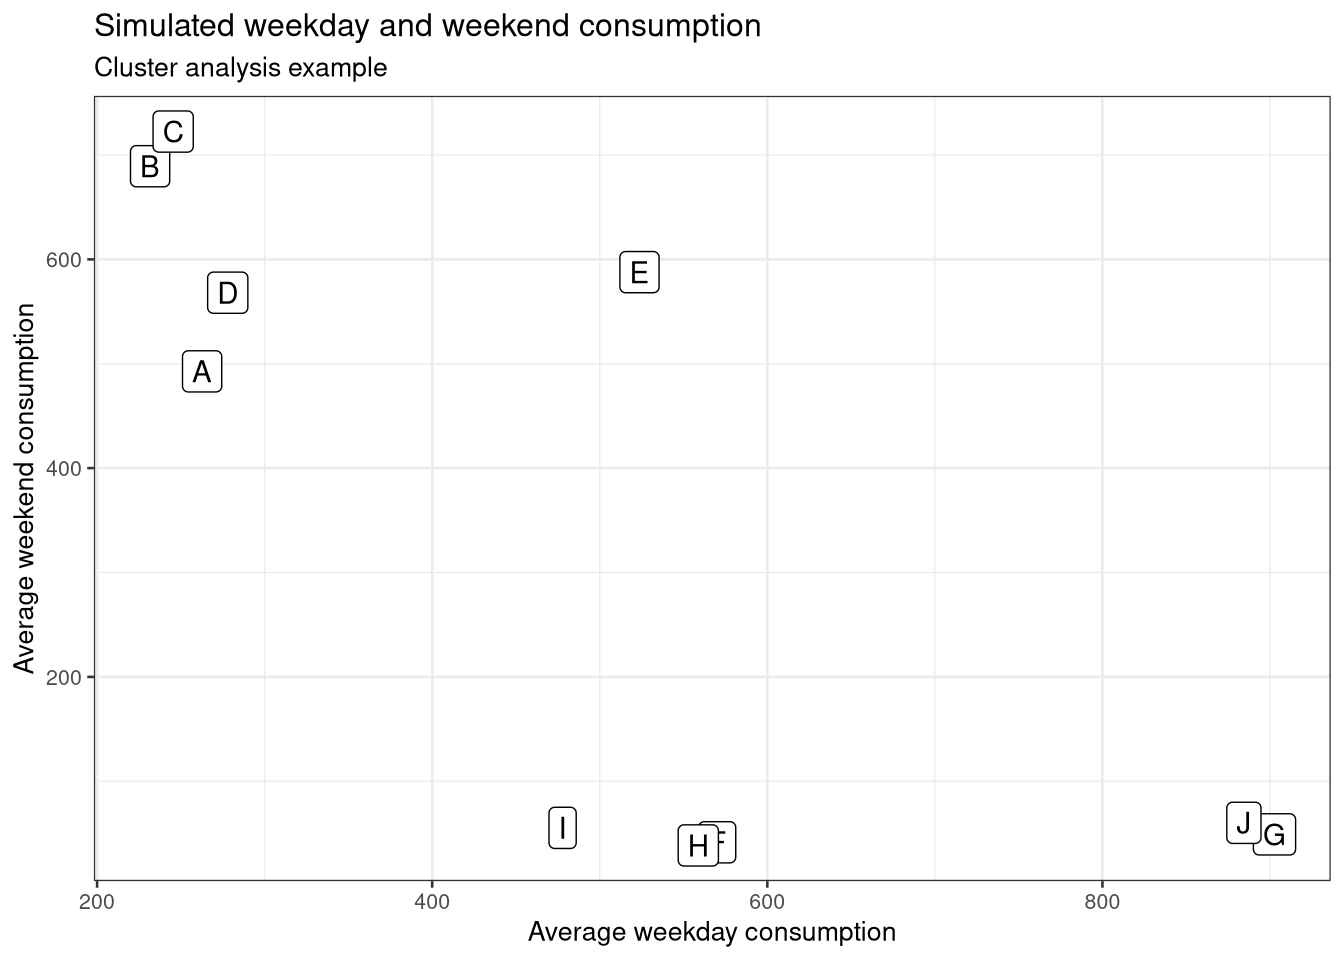 Simulated weekday and weekend consumption
Cluster analysis example
Average weekend consumption
600
400
200
C
B
E
D
A
I
H
F
J
G
200 400 600 800
Average weekday consumption